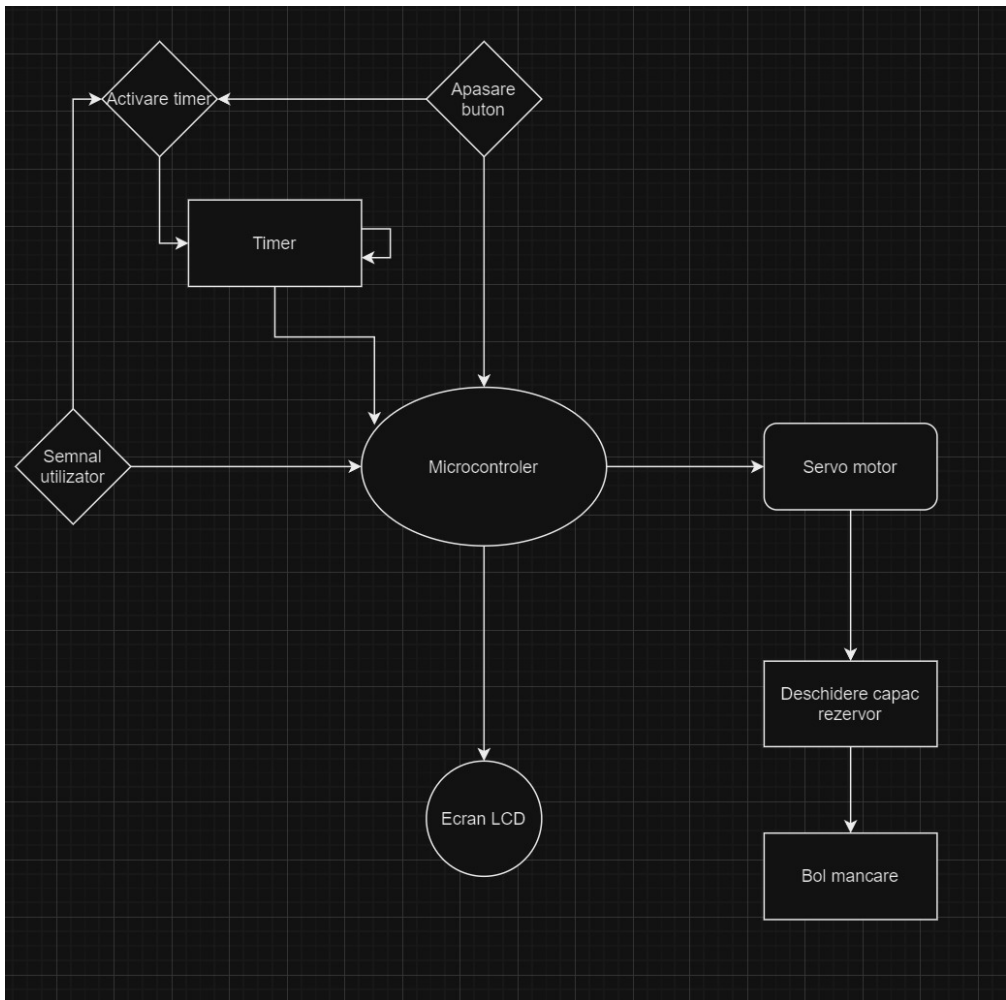 Activare timer
Apasare
buton
Timer
Semnal
utilizator
Microcontroler
Servo motor
Deschidere capac
rezervor
Ecran LCD
Bol mancare